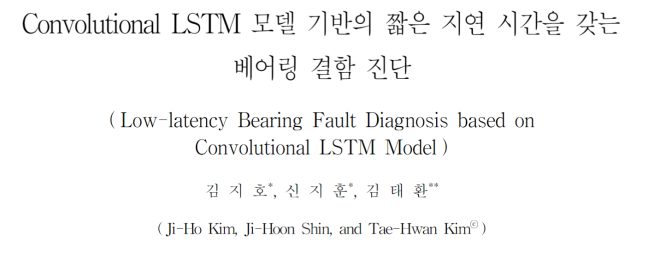 Convolutional LSTM 모델 기반의 짧은 지연 시간을 갖는
베어링 결함 진단
( Low-latency Bearing Fault Diagnosis based on
Convolutional LSTM Model )
김 지 호*, 신 지 훈*, 김 태 환**
( Ji-Ho Kim, Ji-Hoon Shin, and Tae-Hwan Kimⓒ )